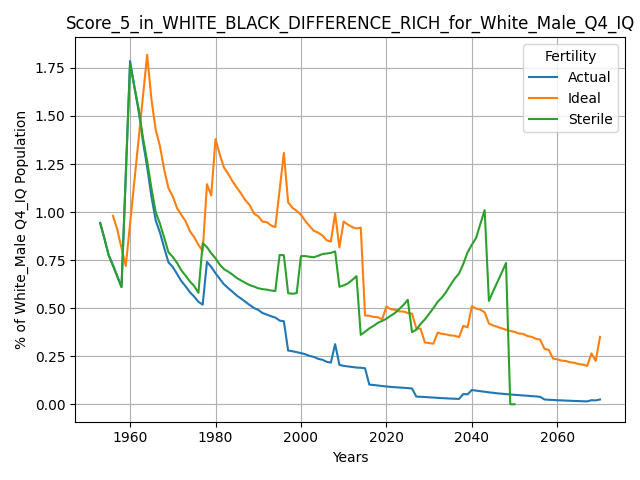 Score_5_in_WHITE_BLACK_DIFFERENCE_RICH_for_White_Male_Q4_IQ
Fertility
Actual
Ideal
Sterile
% of White_Male Q4_IQ Population
1.75
1.50
1.25
1.00
0.75
0.50
0.25
0.00
1960 1980 2000 2020 2040 2060
Years